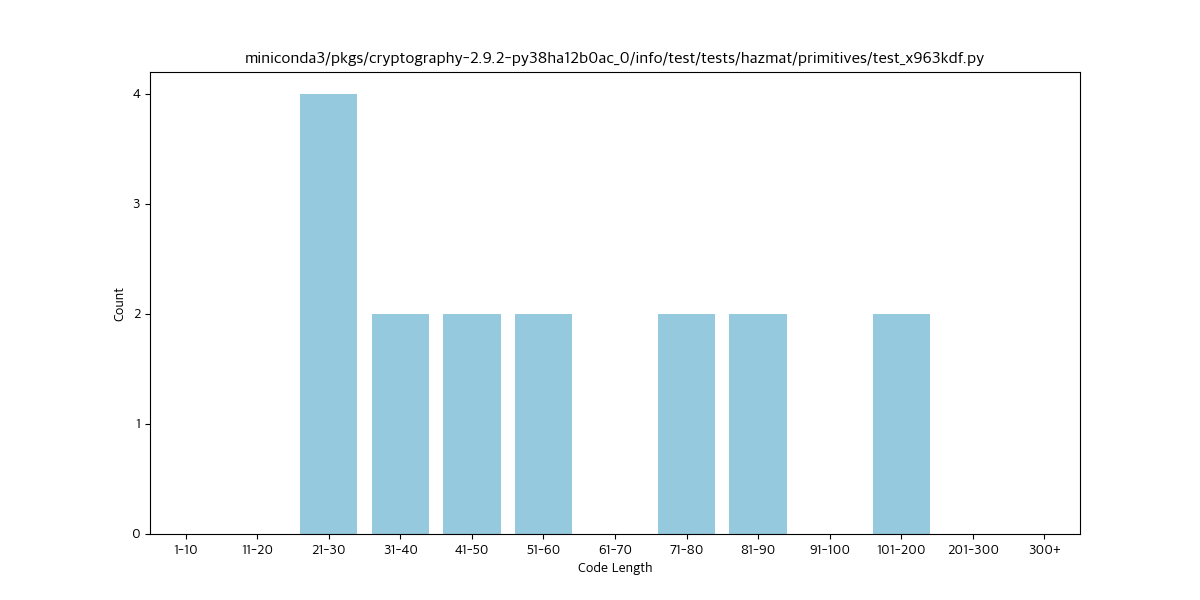 miniconda3/pkgs/cryptography-2.9.2-py38ha12b0ac_0/info/test/tests/hazmat/primitives/test_x963kdf.py
4
3
2
1
0
Count
1-10 11-20 21-30 31-40 41-50 51-60 61-70 71-80 81-90 91-100 101-200 201-300 300+
Code Length